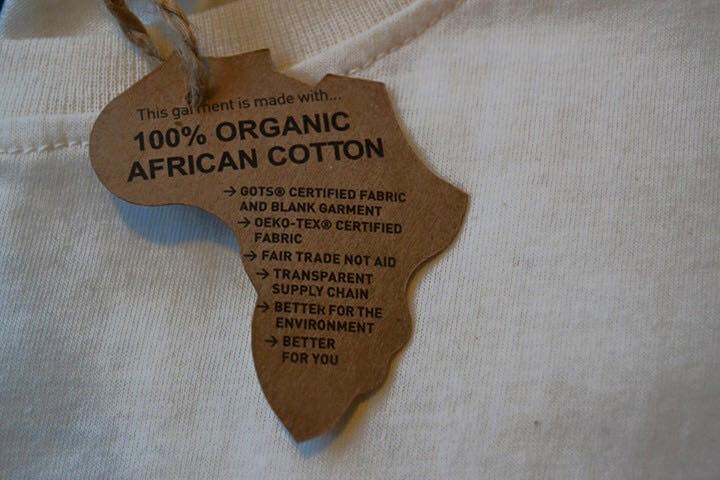 This garment is made with...
100% ORGANIC
AFRICAN COTTON
→ GOTS® CERTIFIED FABRIC
AND BLANK GARMENT
→ OEKO-TEX® CERTIFIED
FABRIC
→ FAIR TRADE NOT AID
→ TRANSPARENT
SUPPLY CHAIN
→ BETTER FOR THE
ENVIRONMENT
→ BETTER
FOR YOU